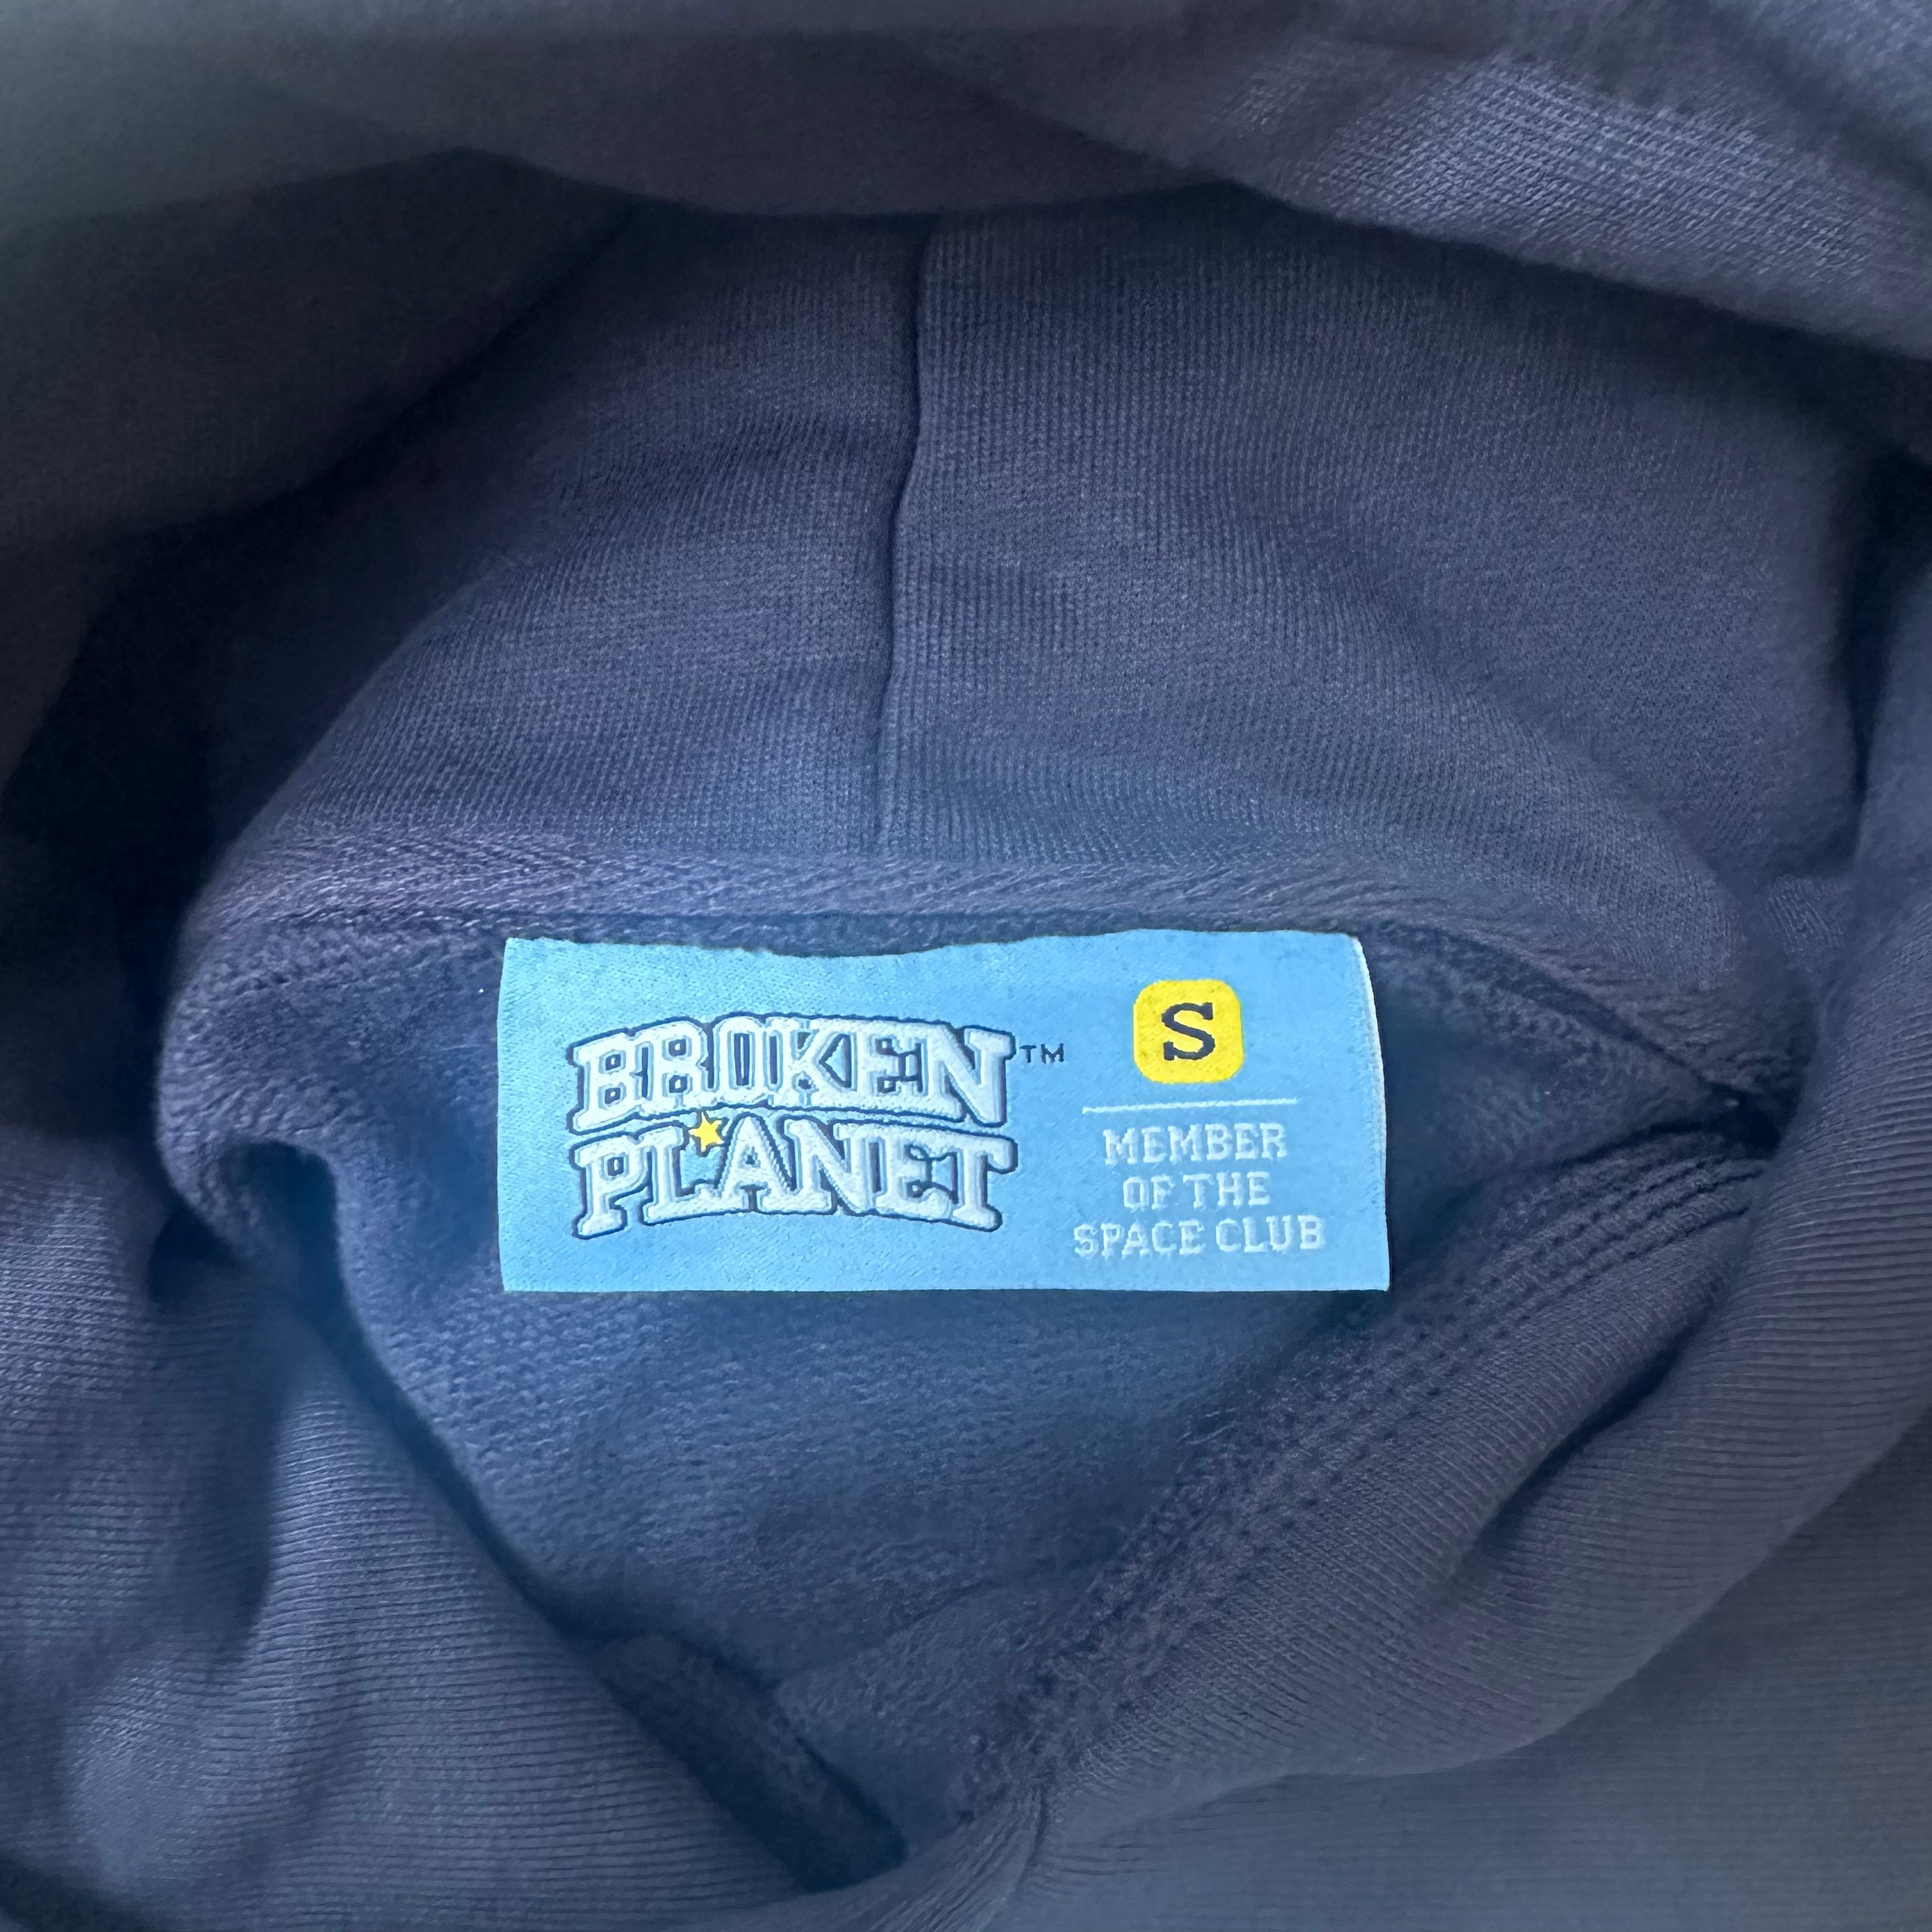 BROKEN™
PLANET
S
MEMBER
OF THE
SPACE CLUB